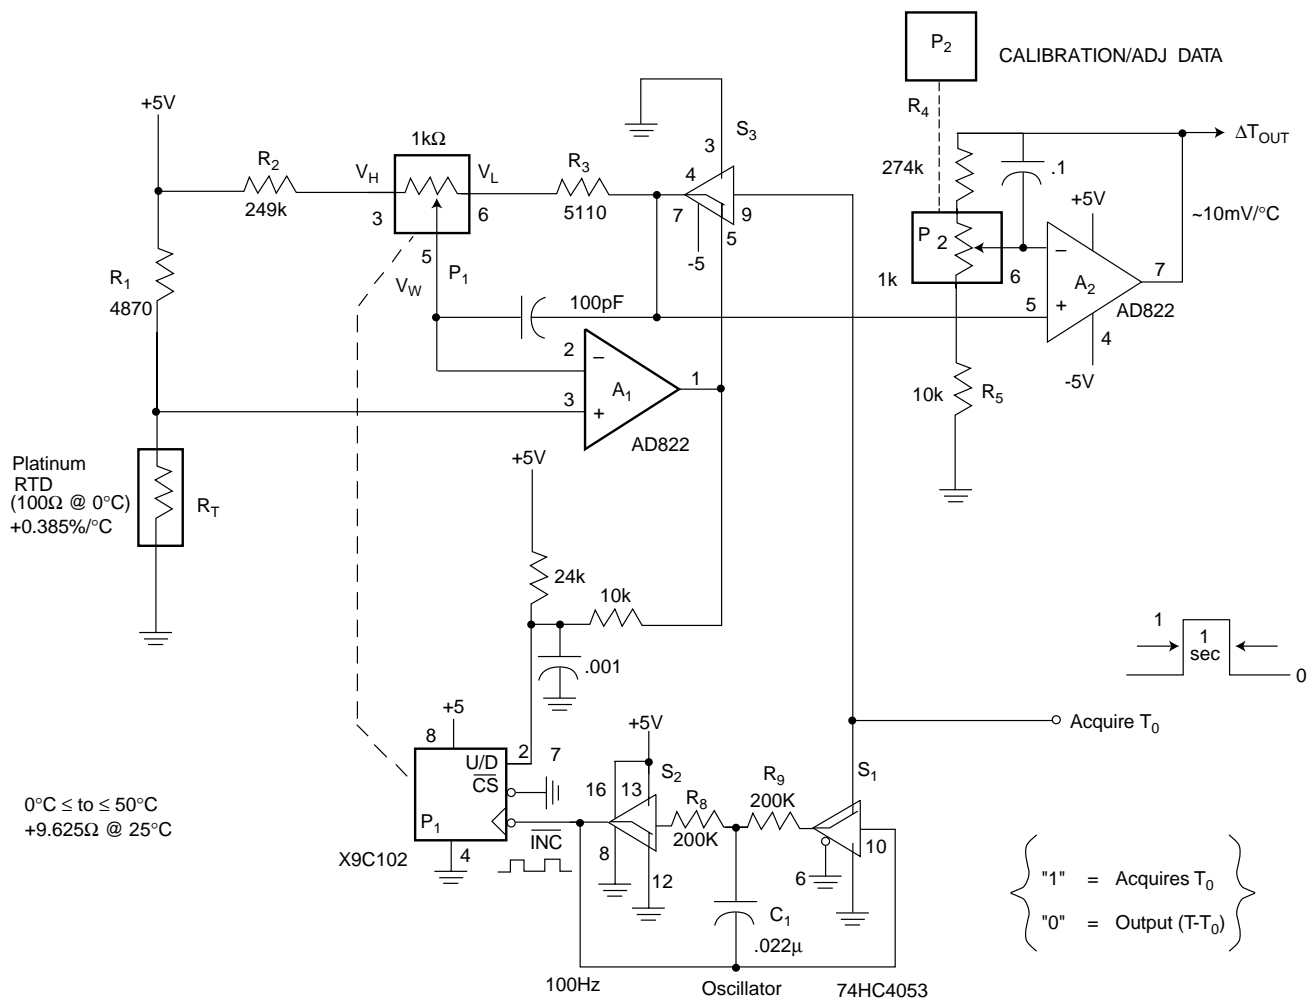 P2
CALIBRATION/ADJ DATA
R4
+5V
1kΩ
S3
3
ΔTOUT
R2
VH
VL
R3
4
274k
.1
249k
3
6
5110
7
9
5
-5
+5V
~10mV/°C
P 2
R1
4870
5
P1
VW
1k
6
−
A2
7
100pF
5
+
AD822
4
-5V
2
−
A1
1
3
+
AD822
10k
R5
Platinum
RTD
(100Ω @ 0°C)
+0.385%/°C
RT
+5V
24k
10k
.001
1
1
sec
0
+5
8
2
7
U/D
CS
P1
INC
X9C102
4
+5V
16
13
S2
R8
200K
8
12
R9
200K
S1
10
6
Acquire T0
C1
.022μ
0°C ≤ to ≤ 50°C
+9.625Ω @ 25°C
"1" = Acquires T0
"0" = Output (T-T0)
100Hz
Oscillator
74HC4053